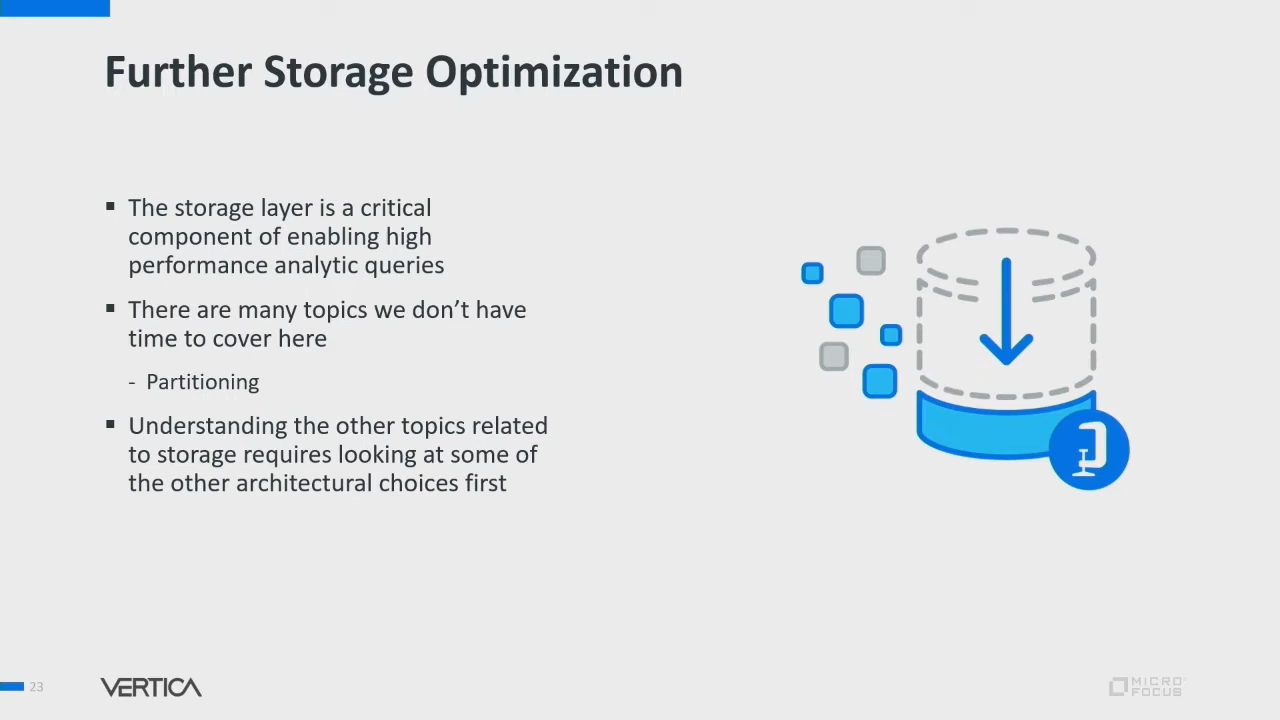 Further Storage Optimization
▪ The storage layer is a critical
component of enabling high
performance analytic queries
▪ There are many topics we don’t have
time to cover here
- Partitioning
▪ Understanding the other topics related
to storage requires looking at some of
the other architectural choices first
23
VERTICA
MICRO
FOCUS